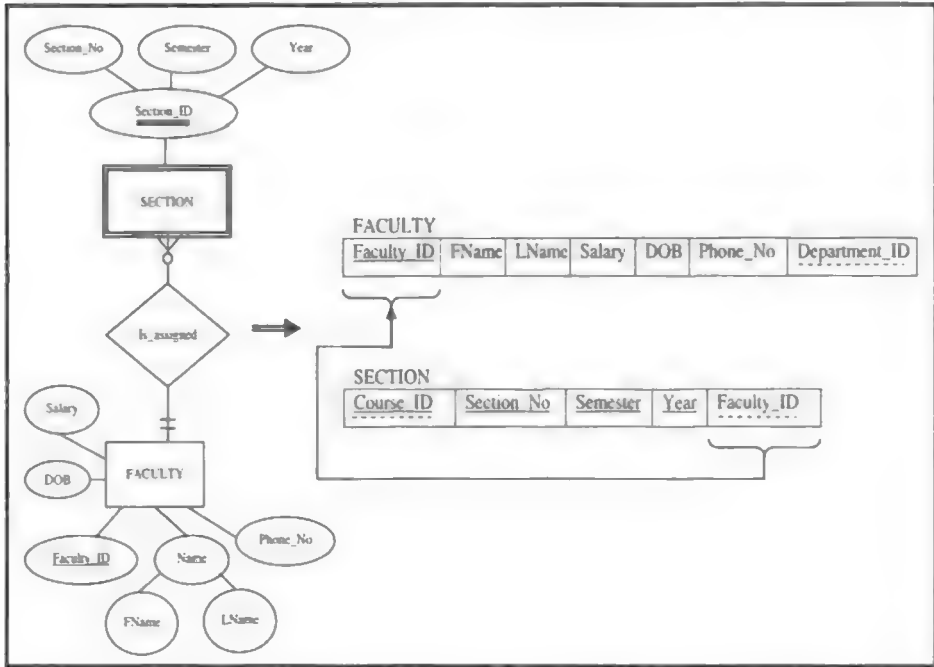 Section_No Semester Year
Section_ID
SECTION
Is_assigned
Salary
DOB
FACULTY
Faculty_ID Name Phone_No
FName LName
FACULTY
Faculty_ID FName LName Salary DOB Phone_No Department_ID
SECTION
Course_ID Section_No Semester Year Faculty_ID